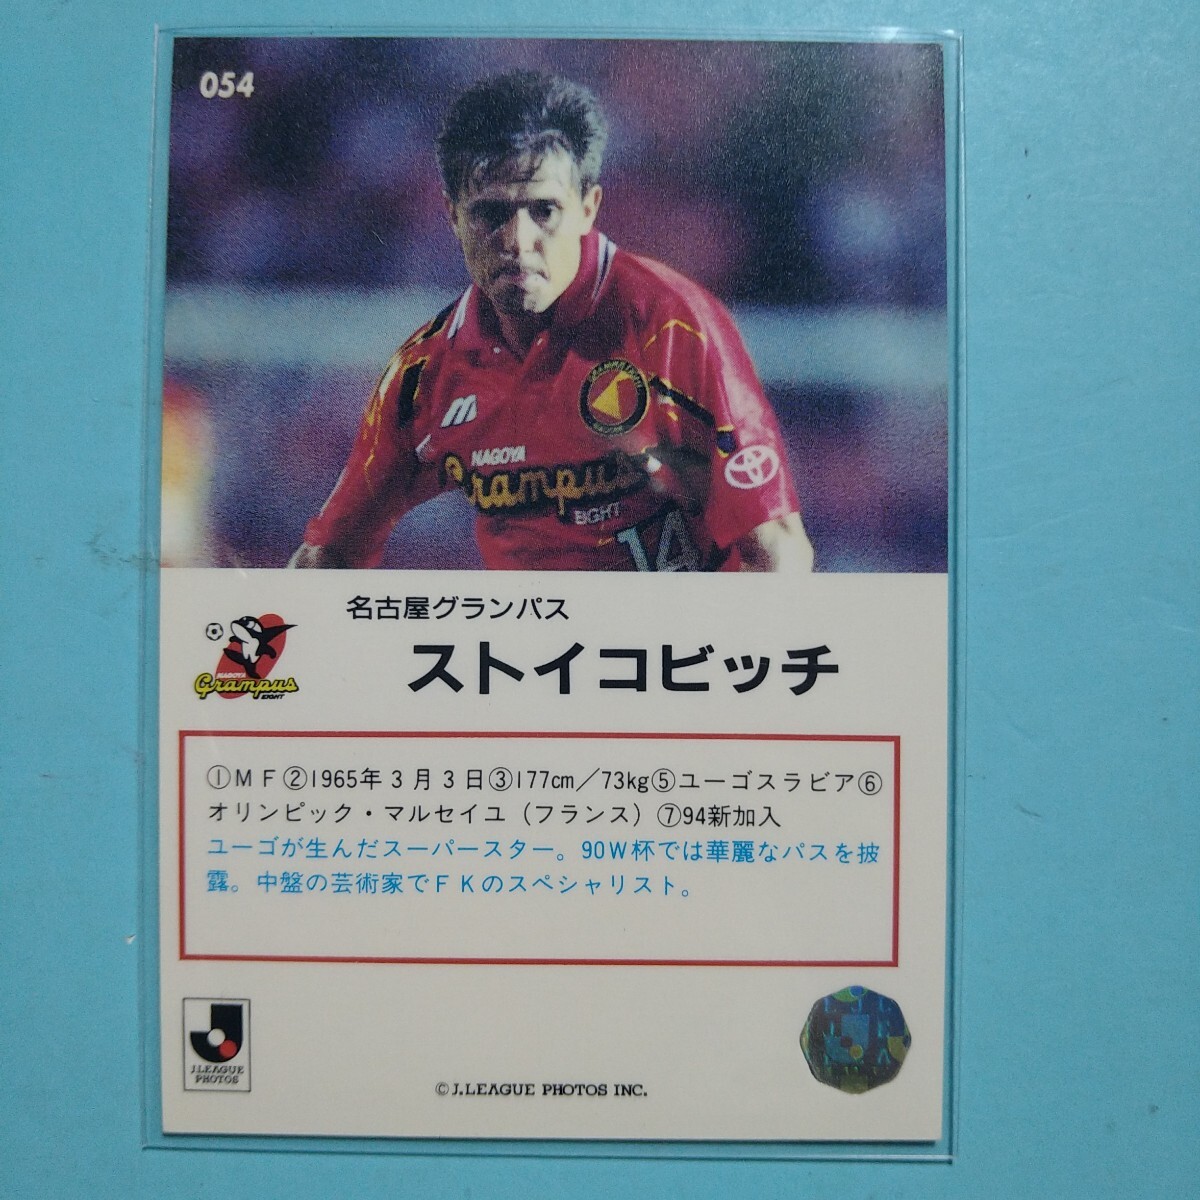 054
NAGOYA
Grampus
EIGHT
14
名古屋グランパス
ストイコビッチ
NAGOYA
Grampus
EIGHT
①ＭＦ②1965年３月３日③177cm／73kg⑤ユーゴスラビア⑥
オリンピック・マルセイユ（フランス）⑦94新加入
ユーゴが生んだスーパースター。90Ｗ杯では華麗なパスを披
露。中盤の芸術家でＦＫのスペシャリスト。
J.LEAGUE
PHOTOS
©J.LEAGUE PHOTOS INC.